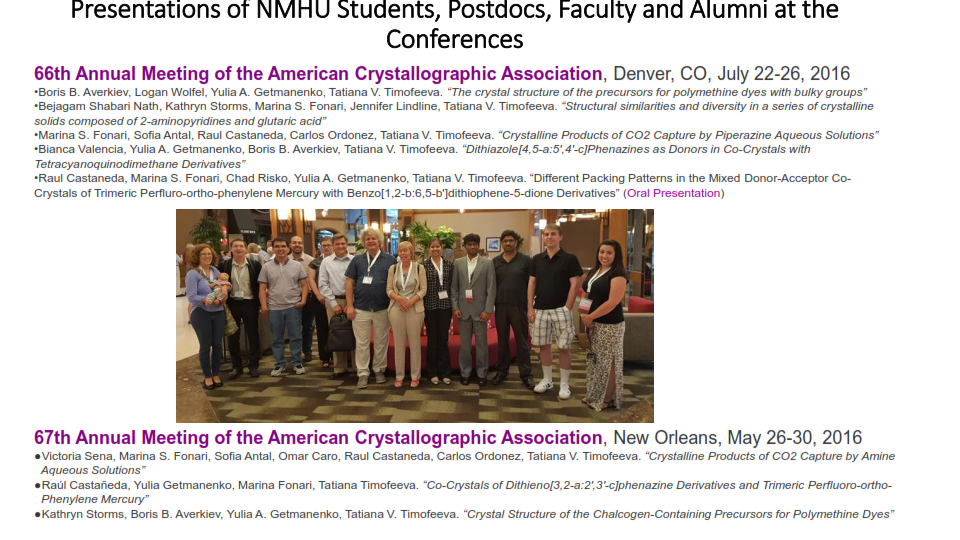 Presentations of NMHU Students, Postdocs, Faculty and Alumni at the
Conferences
66th Annual Meeting of the American Crystallographic Association, Denver, CO, July 22-26, 2016
•Boris B. Averkiev, Logan Wolfel, Yulia A. Getmanenko, Tatiana V. Timofeeva. “The crystal structure of the precursors for polymethine dyes with bulky groups”
•Bejagam Shabari Nath, Kathryn Storms, Marina S. Fonari, Jennifer Lindline, Tatiana V. Timofeeva. “Structural similarities and diversity in a series of crystalline
solids composed of 2-aminopyridines and glutaric acid”
•Marina S. Fonari, Sofia Antal, Raul Castaneda, Carlos Ordonez, Tatiana V. Timofeeva. “Crystalline Products of CO2 Capture by Piperazine Aqueous Solutions”
•Bianca Valencia, Yulia A. Getmanenko, Boris B. Averkiev, Tatiana V. Timofeeva. “Dithiazole[4,5-a:5',4'-c]Phenazines as Donors in Co-Crystals with
Tetracyanoquinodimethane Derivatives”
•Raul Castaneda, Marina S. Fonari, Chad Risko, Yulia A. Getmanenko, Tatiana V. Timofeeva. “Different Packing Patterns in the Mixed Donor-Acceptor Co-
Crystals of Trimeric Perfluro-ortho-phenylene Mercury with Benzo[1,2-b:6,5-b']dithiophene-5-dione Derivatives” (Oral Presentation)
67th Annual Meeting of the American Crystallographic Association, New Orleans, May 26-30, 2016
●Victoria Sena, Marina S. Fonari, Sofia Antal, Omar Caro, Raul Castaneda, Carlos Ordonez, Tatiana V. Timofeeva. “Crystalline Products of CO2 Capture by Amine
Aqueous Solutions”
●Raúl Castañeda, Yulia Getmanenko, Marina Fonari, Tatiana Timofeeva. “Co-Crystals of Dithieno[3,2-a:2',3'-c]phenazine Derivatives and Trimeric Perfluoro-ortho-
Phenylene Mercury”
●Kathryn Storms, Boris B. Averkiev, Yulia A. Getmanenko, Tatiana V. Timofeeva. “Crystal Structure of the Chalcogen-Containing Precursors for Polymethine Dyes”